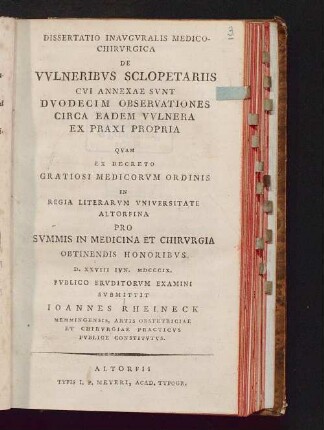 3
DISSERTATIO INAVGVRALIS MEDICO-
CHIRVRGICA
DE
VVLNERIBVS SCLOPETARIIS
CVI ANNEXAE SVNT
DVODECIM OBSERVATIONES
CIRCA EADEM VVLNERA
EX PRAXI PROPRIA
QVAM
EX DECRETO
GRATIOSI MEDICORVM ORDINIS
IN
REGIA LITERARVM VNIVERSITATE
ALTORFINA
PRO
SVMMIS IN MEDICINA ET CHIRVRGIA
OBTINENDIS HONORIBVS.
D. XXVIII IVN. MDCCCIX.
PVBLICO ERVDITORVM EXAMINI
SVBMITTIT
IOANNES RHEINECK
MEMMINGENSIS, ARTIS OBSTETRICIAE
ET CHIRVRGIAE PRACTICVS
PVBLICE CONSTITVTVS.
ALTORFII
TYPIS I. P. MEYERI, ACAD. TYPOGR.